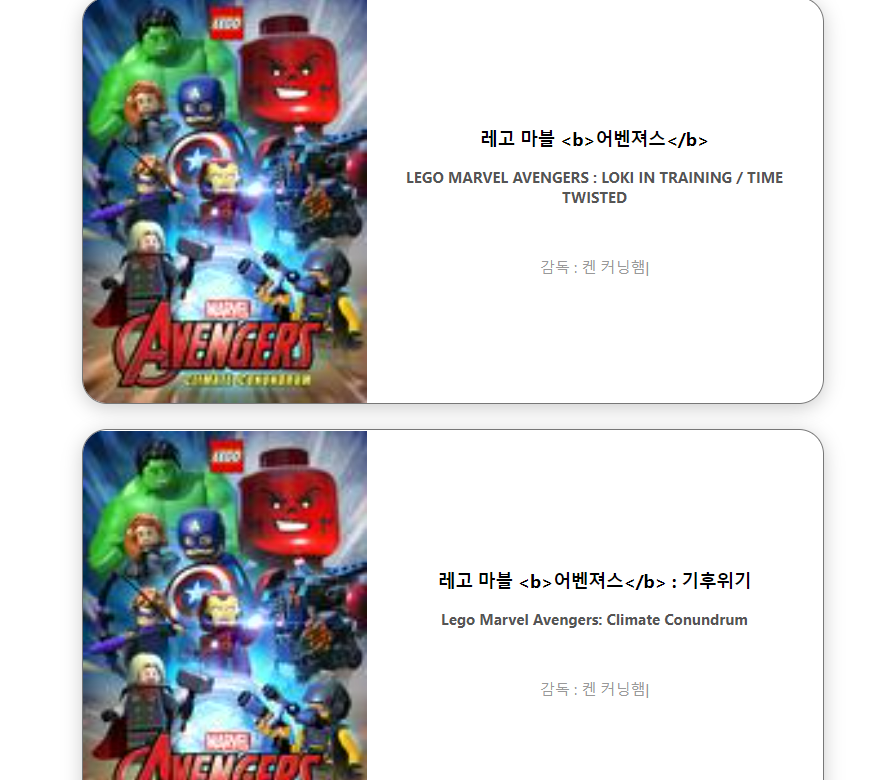 LEGO
레고 마블 <b>어벤져스</b>
LEGO MARVEL AVENGERS : LOKI IN TRAINING / TIME
TWISTED
감독 : 켄 커닝햄|
MARVEL
AVENGERS
CLIMATE CONUNDRUM
LEGO
레고 마블 <b>어벤져스</b> : 기후위기
Lego Marvel Avengers: Climate Conundrum
감독 : 켄 커닝햄|
MARVEL
AVENGERS